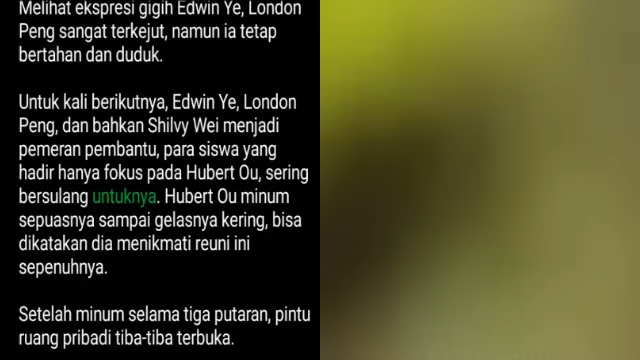 Melihat ekspresi gigih Edwin Ye, London
Peng sangat terkejut, namun ia tetap
bertahan dan duduk.
Untuk kali berikutnya, Edwin Ye, London
Peng, dan bahkan Shilvy Wei menjadi
pemeran pembantu, para siswa yang
hadir hanya fokus pada Hubert Ou, sering
bersulang untuknya. Hubert Ou minum
sepuasnya sampai gelasnya kering, bisa
dikatakan dia menikmati reuni ini
sepenuhnya.
Setelah minum selama tiga putaran, pintu
ruang pribadi tiba-tiba terbuka.